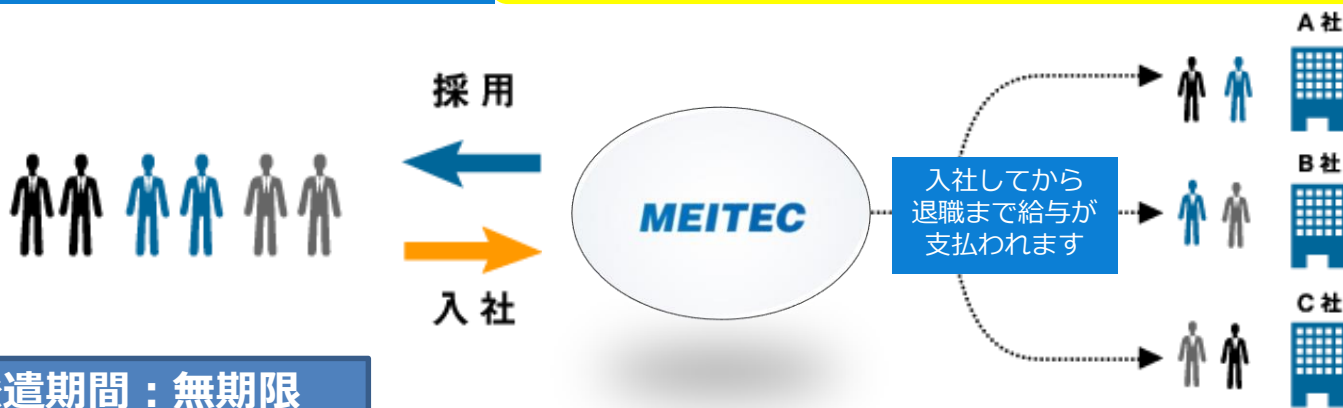 採用
入社
MEITEC
入社してから
退職まで給与が
支払われます
A社
B社
C社
遣期間：無期限